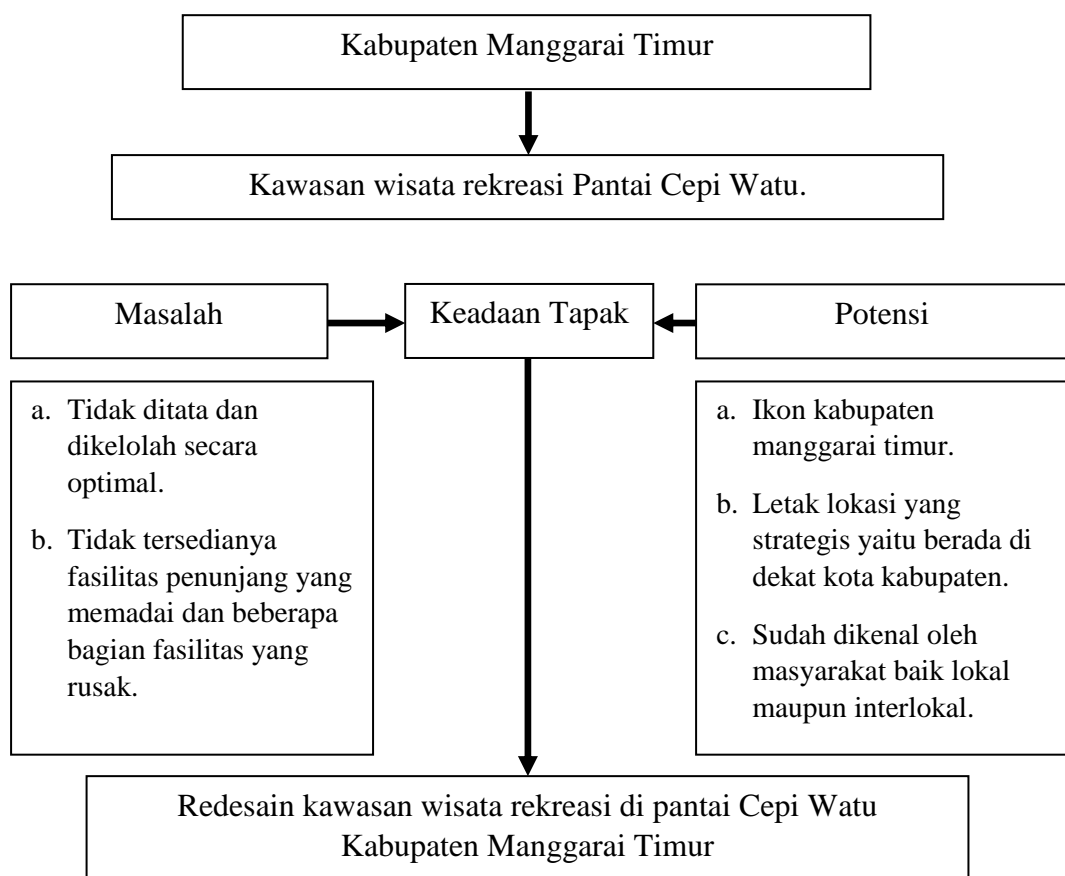 Kabupaten Manggarai Timur
Kawasan wisata rekreasi Pantai Cepi Watu.
Masalah
Keadaan Tapak
Potensi
a. Tidak ditata dan
dikelolah secara
optimal.
b. Tidak tersedianya
fasilitas penunjang yang
memadai dan beberapa
bagian fasilitas yang
rusak.
a. Ikon kabupaten
manggarai timur.
b. Letak lokasi yang
strategis yaitu berada di
dekat kota kabupaten.
c. Sudah dikenal oleh
masyarakat baik lokal
maupun interlokal.
Redesain kawasan wisata rekreasi di pantai Cepi Watu
Kabupaten Manggarai Timur